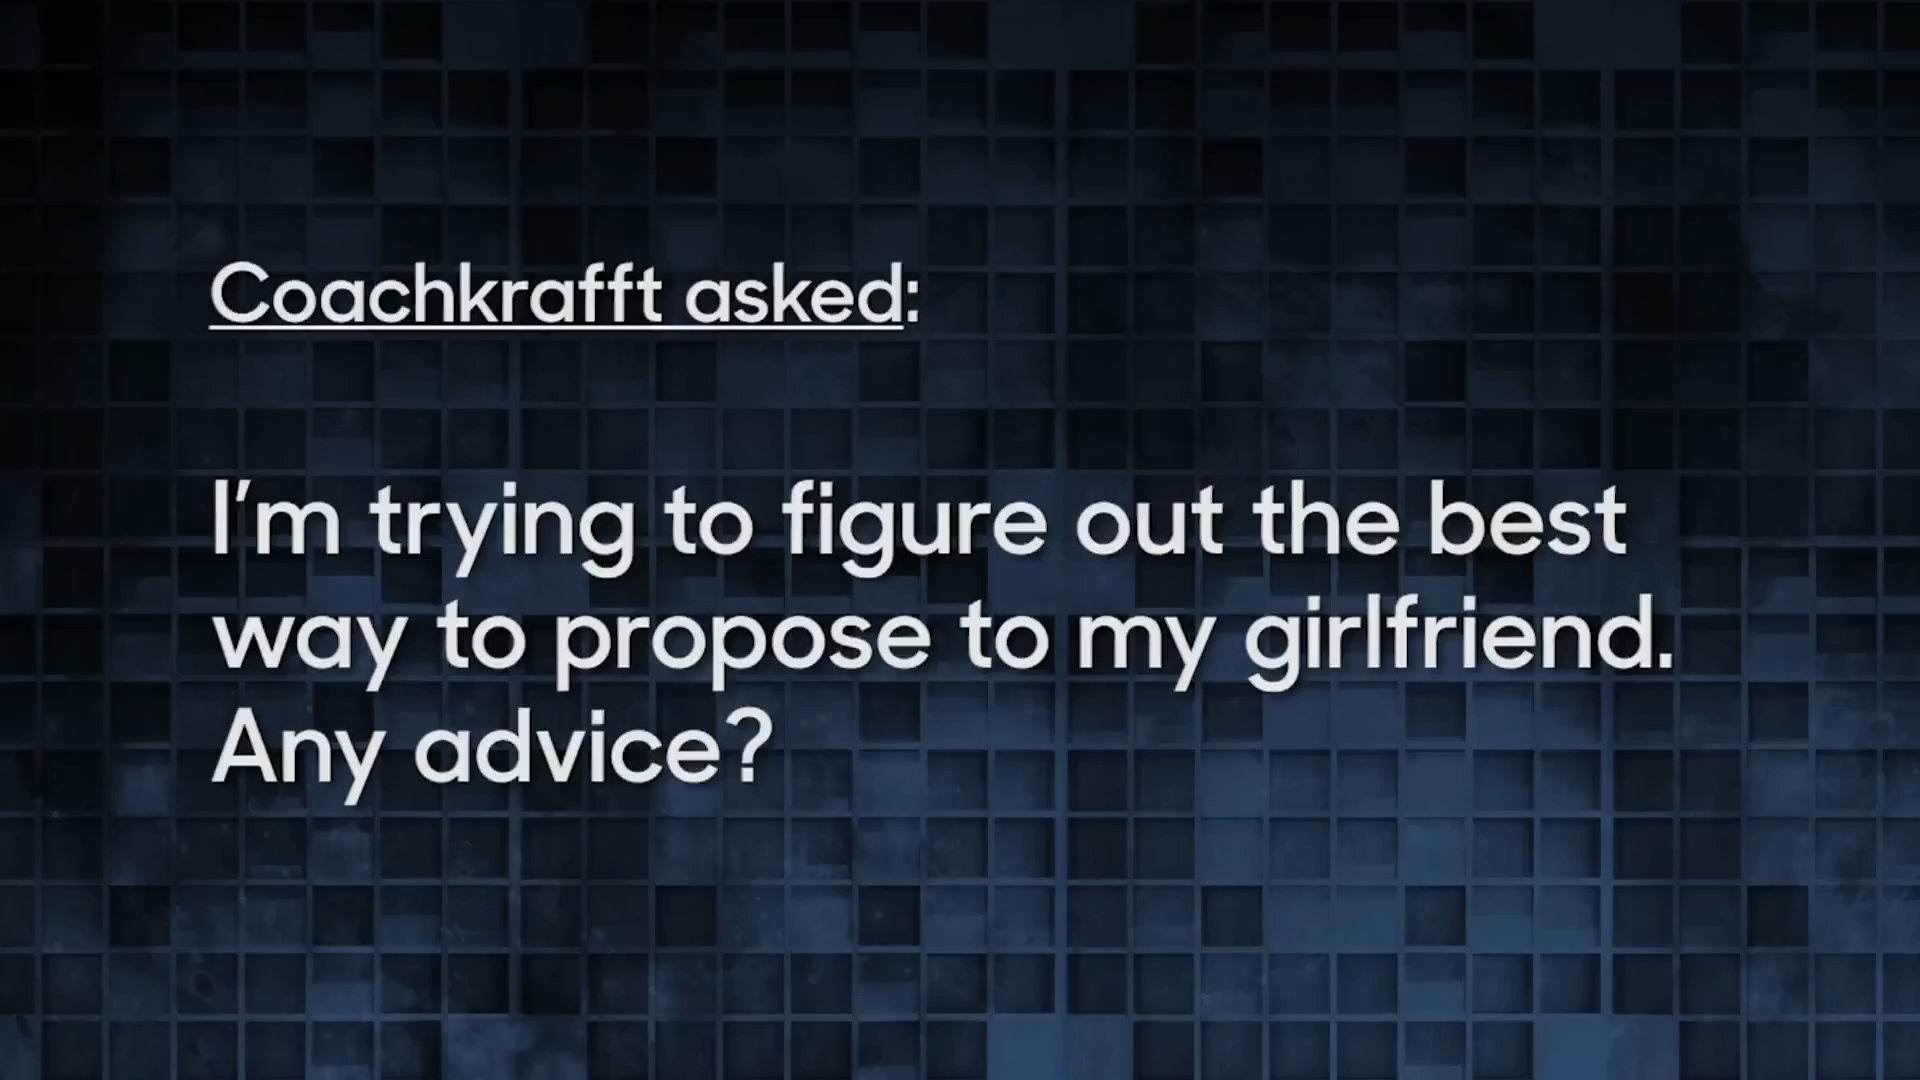 Coachkrafft asked:
I'm trying to figure out the best
way to propose to my girlfriend.
Any advice?